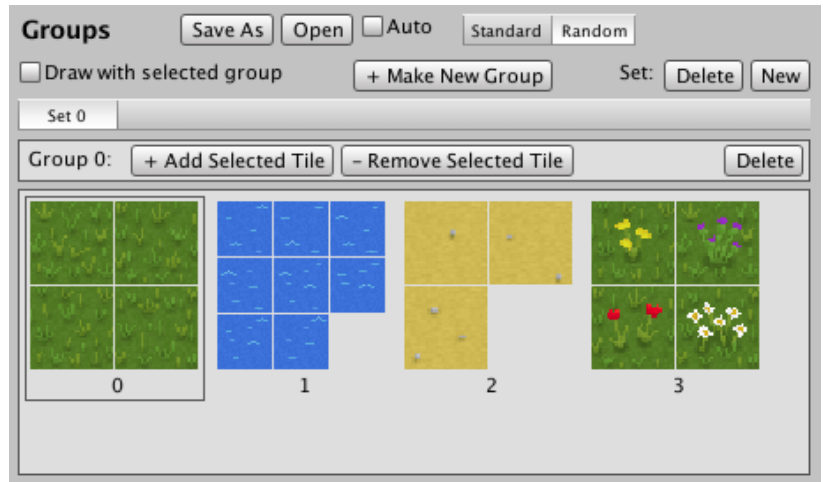 Groups Save As Open Auto Standard Random
Draw with selected group + Make New Group Set: Delete New
Set 0
Group 0: + Add Selected Tile – Remove Selected Tile Delete
0 1 2 3